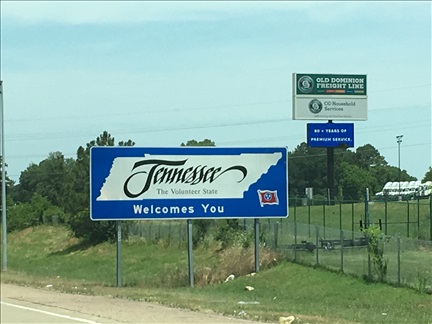 OLD DOMINION
FREIGHT LINE
OD Household
Services
80 + YEARS OF
PREMIUM SERVICE
Tennessee
The Volunteer State
Welcomes You